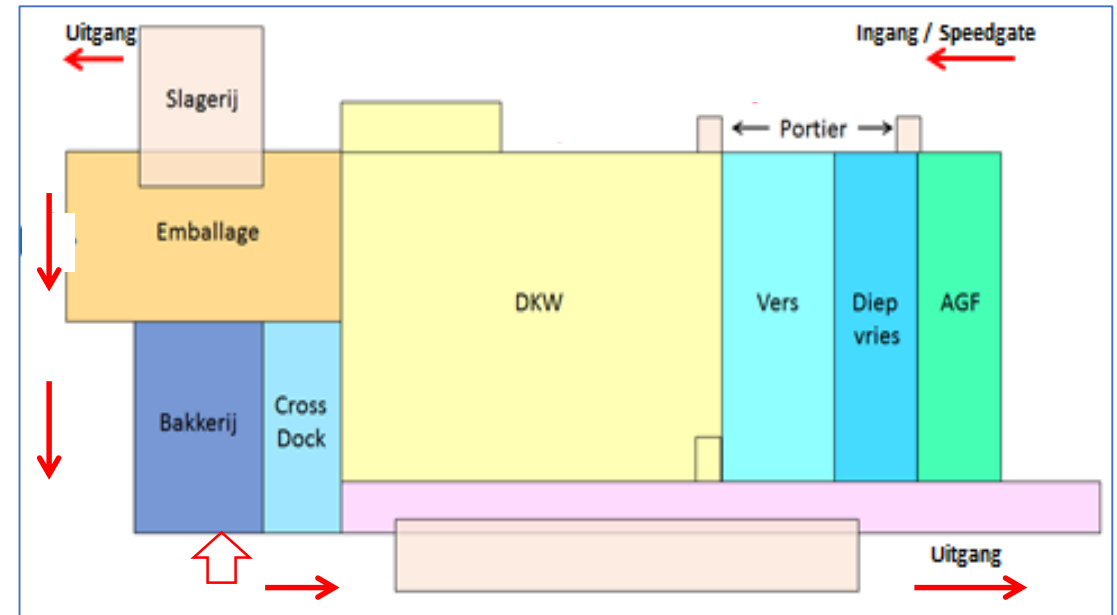 Uitgang
Ingang / Speedgate
Slagerij
Portier
Emballage
DKW
Vers
Diep
vries
AGF
Bakkerij
Cross
Dock
Uitgang